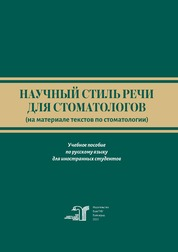 НАУЧНЫЙ СТИЛЬ РЕЧИ
ДЛЯ СТОМАТОЛОГОВ
(на материале текстов по стоматологии)
Учебное пособие
по русскому языку
для иностранных студентов